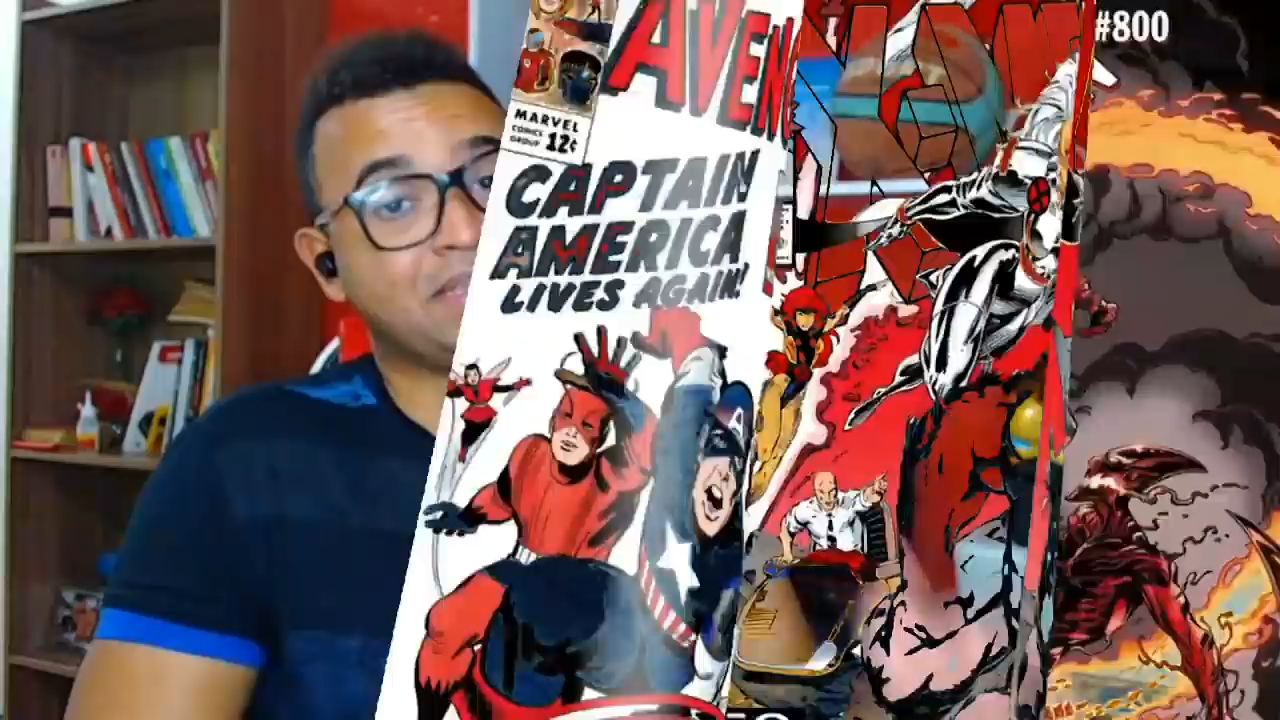 AVEN
#800
MARVEL
COMICS
GROUP
12¢
CAPTAIN
AMERICA
LIVES AGAIN!